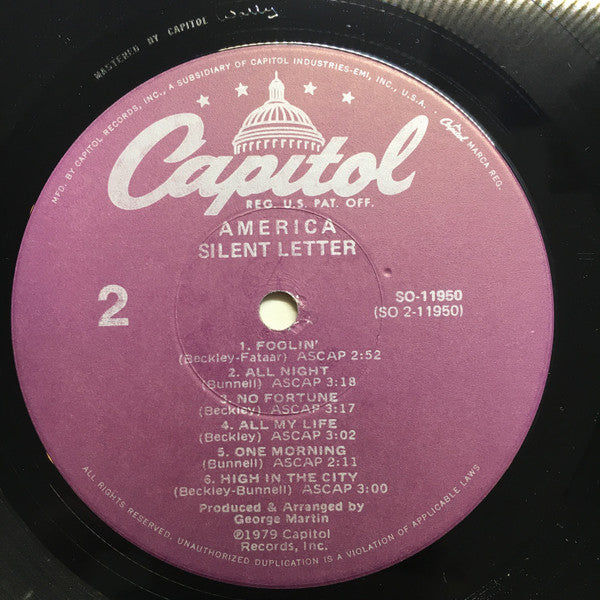 MASTERED BY CAPITOL Wally
MFD. BY CAPITOL RECORDS, INC., A SUBSIDIARY OF CAPITOL INDUSTRIES-EMI, INC., U.S.A.
Capitol MARCA REG.
Capitol
REG. U.S. PAT. OFF.
AMERICA
SILENT LETTER
2
SO-11950
(SO 2-11950)
1. FOOLIN'
(Beckley-Fataar) ASCAP 2:52
2. ALL NIGHT
(Bunnell) ASCAP 3:18
3. NO FORTUNE
(Beckley) ASCAP 3:17
4. ALL MY LIFE
(Beckley) ASCAP 3:02
5. ONE MORNING
(Bunnell) ASCAP 2:11
6. HIGH IN THE CITY
(Beckley-Bunnell) ASCAP 3:00
Produced & Arranged by
George Martin
©1979 Capitol
Records, Inc.
ALL RIGHTS RESERVED, UNAUTHORIZED DUPLICATION IS A VIOLATION OF APPLICABLE LAWS